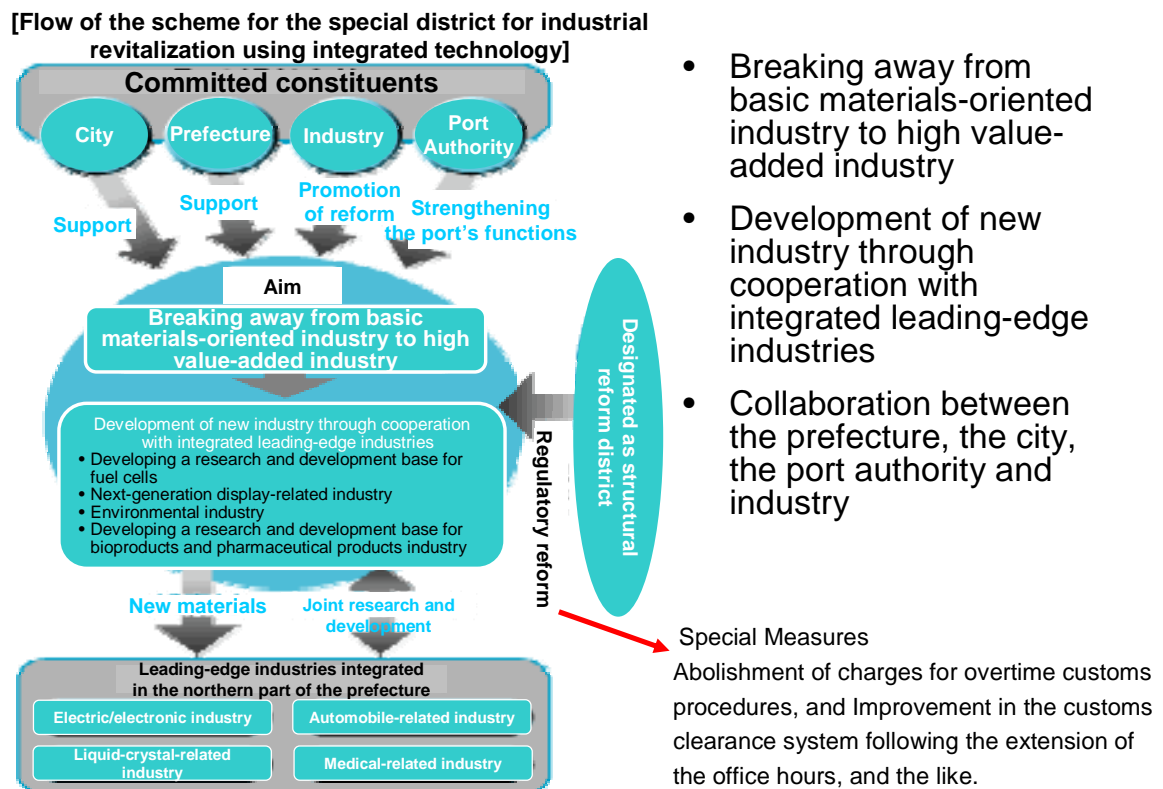 [Flow of the scheme for the special district for industrial
revitalization using integrated technology]
Committed constituents
City
Prefecture
Industry
Port
Authority
Support
Support
Promotion
of reform
Strengthening
the port's functions
Aim
Breaking away from basic
materials-oriented industry to high
value-added industry
Development of new industry through cooperation
with integrated leading-edge industries
• Developing a research and development base for
fuel cells
• Next-generation display-related industry
• Environmental industry
• Developing a research and development base for
bioproducts and pharmaceutical products industry
Designated as structural
reform district
Regulatory reform
New materials
Joint research and
development
Leading-edge industries integrated
in the northern part of the prefecture
Electric/electronic industry
Automobile-related industry
Liquid-crystal-related
industry
Medical-related industry
• Breaking away from
basic materials-oriented
industry to high value-
added industry
• Development of new
industry through
cooperation with
integrated leading-edge
industries
• Collaboration between
the prefecture, the city,
the port authority and
industry
Special Measures
Abolishment of charges for overtime customs
procedures, and Improvement in the customs
clearance system following the extension of
the office hours, and the like.